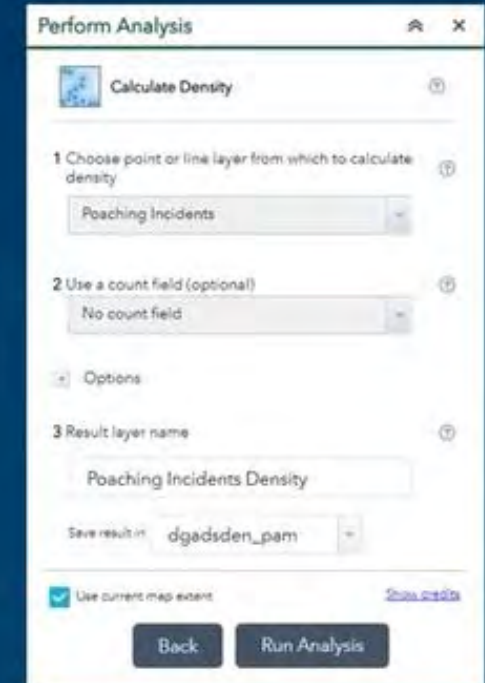 Perform Analysis
Calculate Density
1 Choose point or line layer from which to calculate
density
Poaching Incidents
2 Use a count field (optional)
No count field
Options
3 Result layer name
Poaching Incidents Density
Save result in dgadsden_pam
Use current map extent Show credits
Back Run Analysis